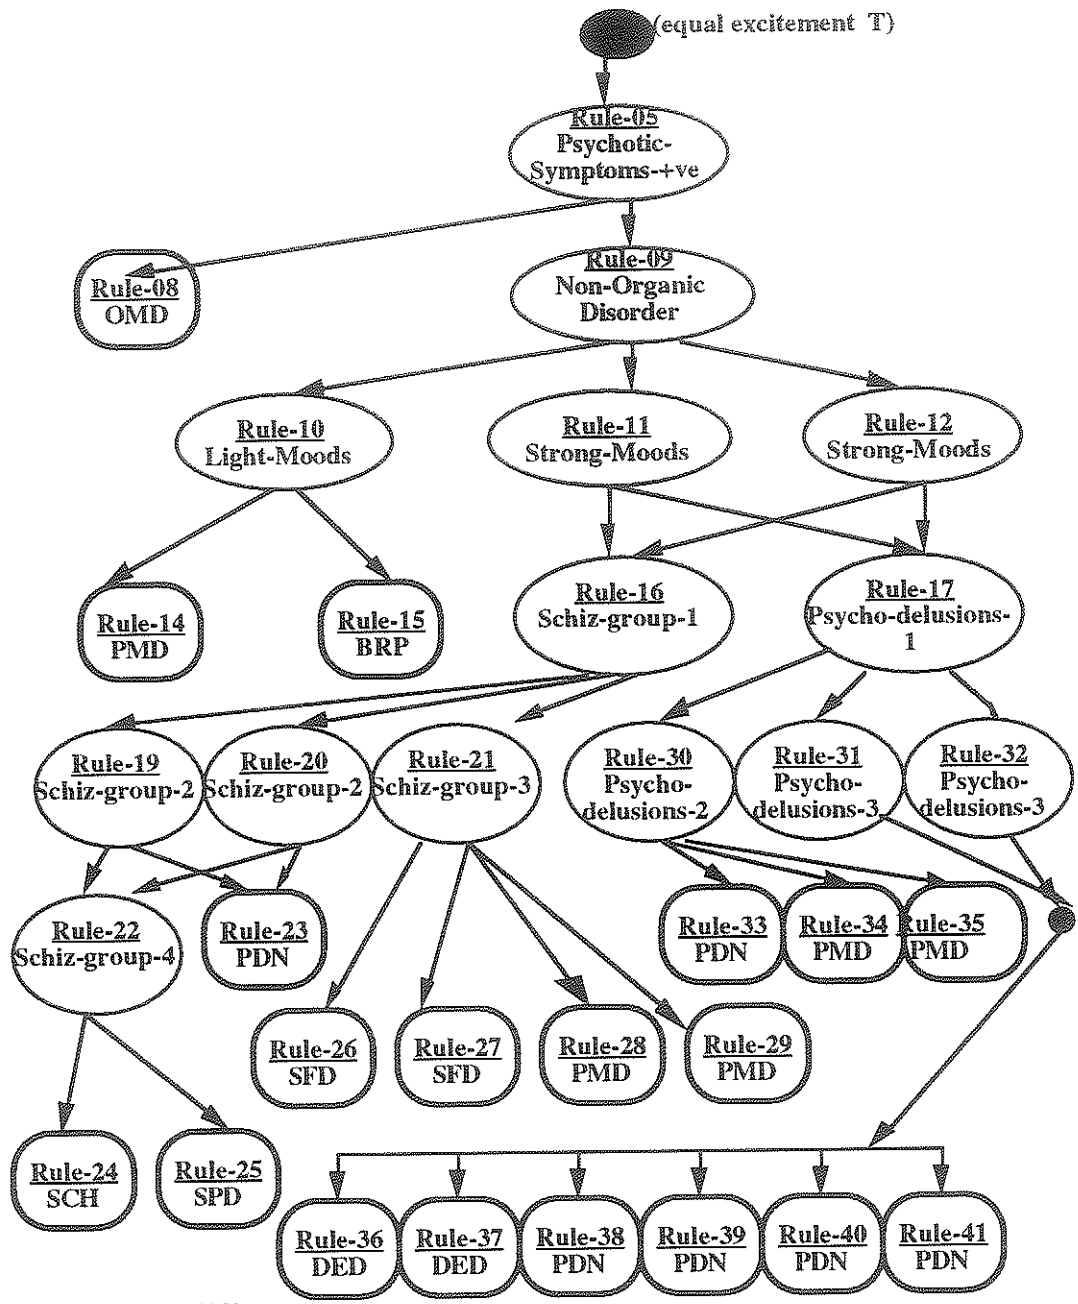 (equal excitement T)
Rule-05
Psychotic-
Symptoms-+ve
Rule-08
OMD
Rule-09
Non-Organic
Disorder
Rule-10
Light-Moods
Rule-11
Strong-Moods
Rule-12
Strong-Moods
Rule-14
PMD
Rule-15
BRP
Rule-16
Schiz-group-1
Rule-17
Psycho-delusions-
1
Rule-19
Schiz-group-2
Rule-20
Schiz-group-2
Rule-21
Schiz-group-3
Rule-30
Psycho-
delusions-2
Rule-31
Psycho-
delusions-3
Rule-32
Psycho-
delusions-3
Rule-22
Schiz-group-4
Rule-23
PDN
Rule-33
PDN
Rule-34
PMD
Rule-35
PMD
Rule-26
SFD
Rule-27
SFD
Rule-28
PMD
Rule-29
PMD
Rule-24
SCH
Rule-25
SPD
Rule-36
DED
Rule-37
DED
Rule-38
PDN
Rule-39
PDN
Rule-40
PDN
Rule-41
PDN